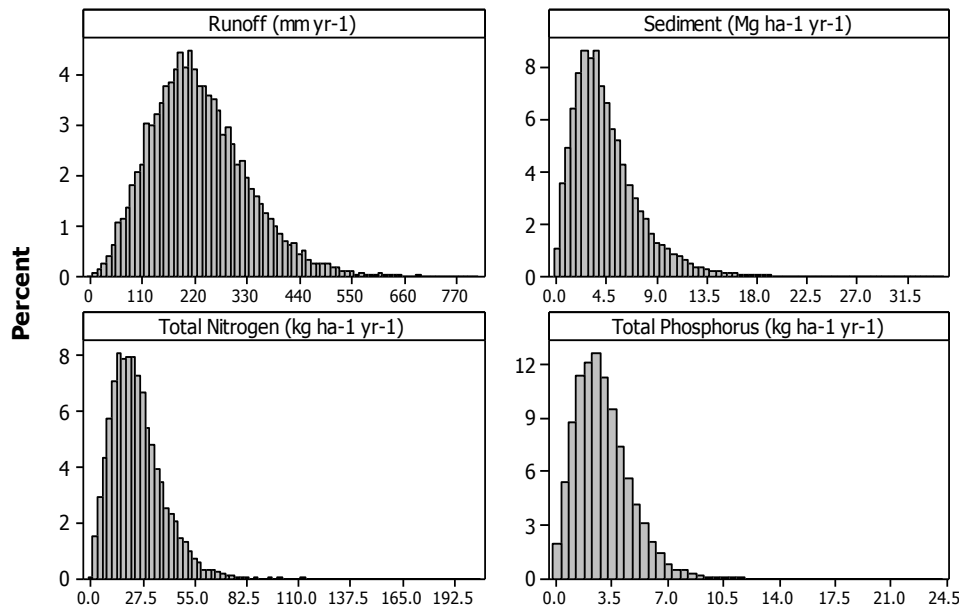 Percent
Runoff (mm yr-1)
4
3
2
1
0
0 110 220 330 440 550 660 770
Sediment (Mg ha-1 yr-1)
8
6
4
2
0
0.0 4.5 9.0 13.5 18.0 22.5 27.0 31.5
Total Nitrogen (kg ha-1 yr-1)
8
6
4
2
0
0.0 27.5 55.0 82.5 110.0 137.5 165.0 192.5
Total Phosphorus (kg ha-1 yr-1)
12
9
6
3
0
0.0 3.5 7.0 10.5 14.0 17.5 21.0 24.5